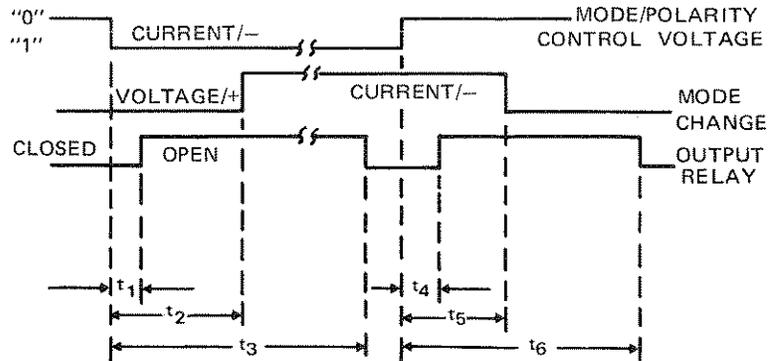 “0”
“1”
CURRENT/–
MODE/POLARITY
CONTROL VOLTAGE
VOLTAGE/+
CURRENT/–
MODE
CHANGE
CLOSED
OPEN
OUTPUT
RELAY
t1
t2
t3
t4
t5
t6